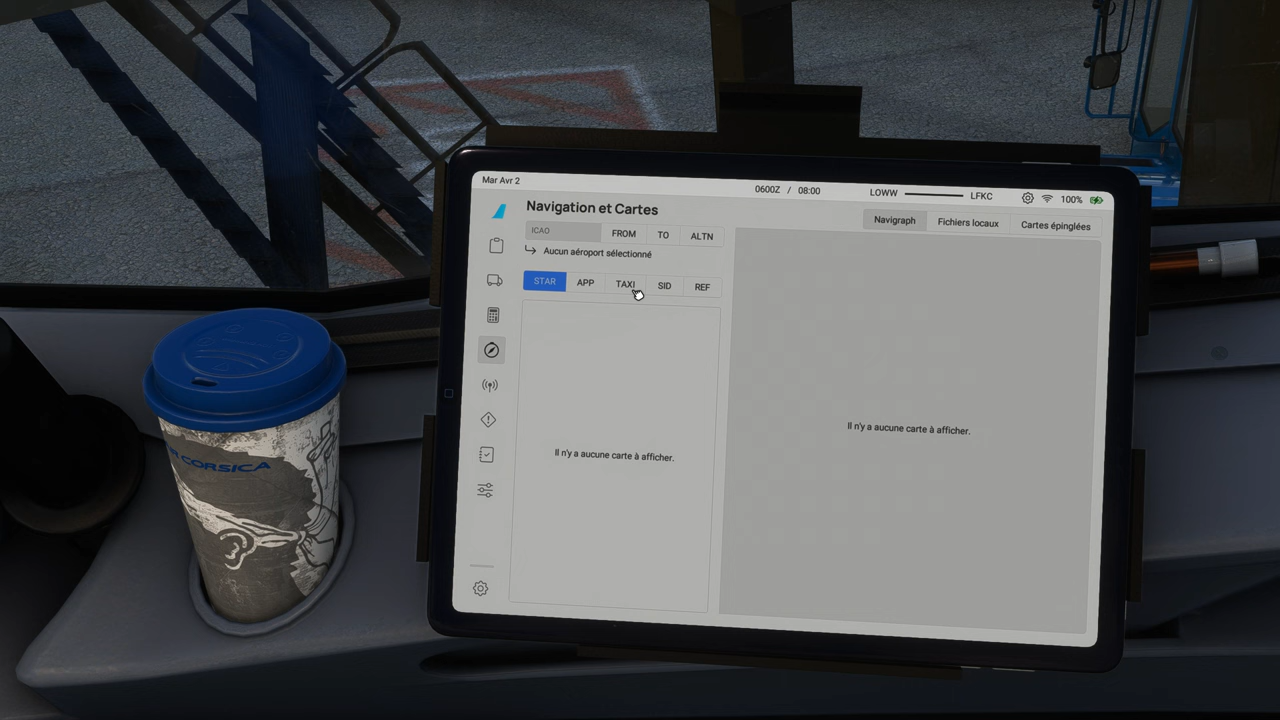 Mar Avr 2
0600Z / 08:00
LOWW
LFKC
100%
Navigation et Cartes
Navigraph
Fichiers locaux
Cartes épinglées
ICAO
FROM
TO
ALTN
Aucun aéroport sélectionné
STAR
APP
TAXI
SID
REF
Il n'y a aucune carte à afficher.
Il n'y a aucune carte à afficher.
CORSICA